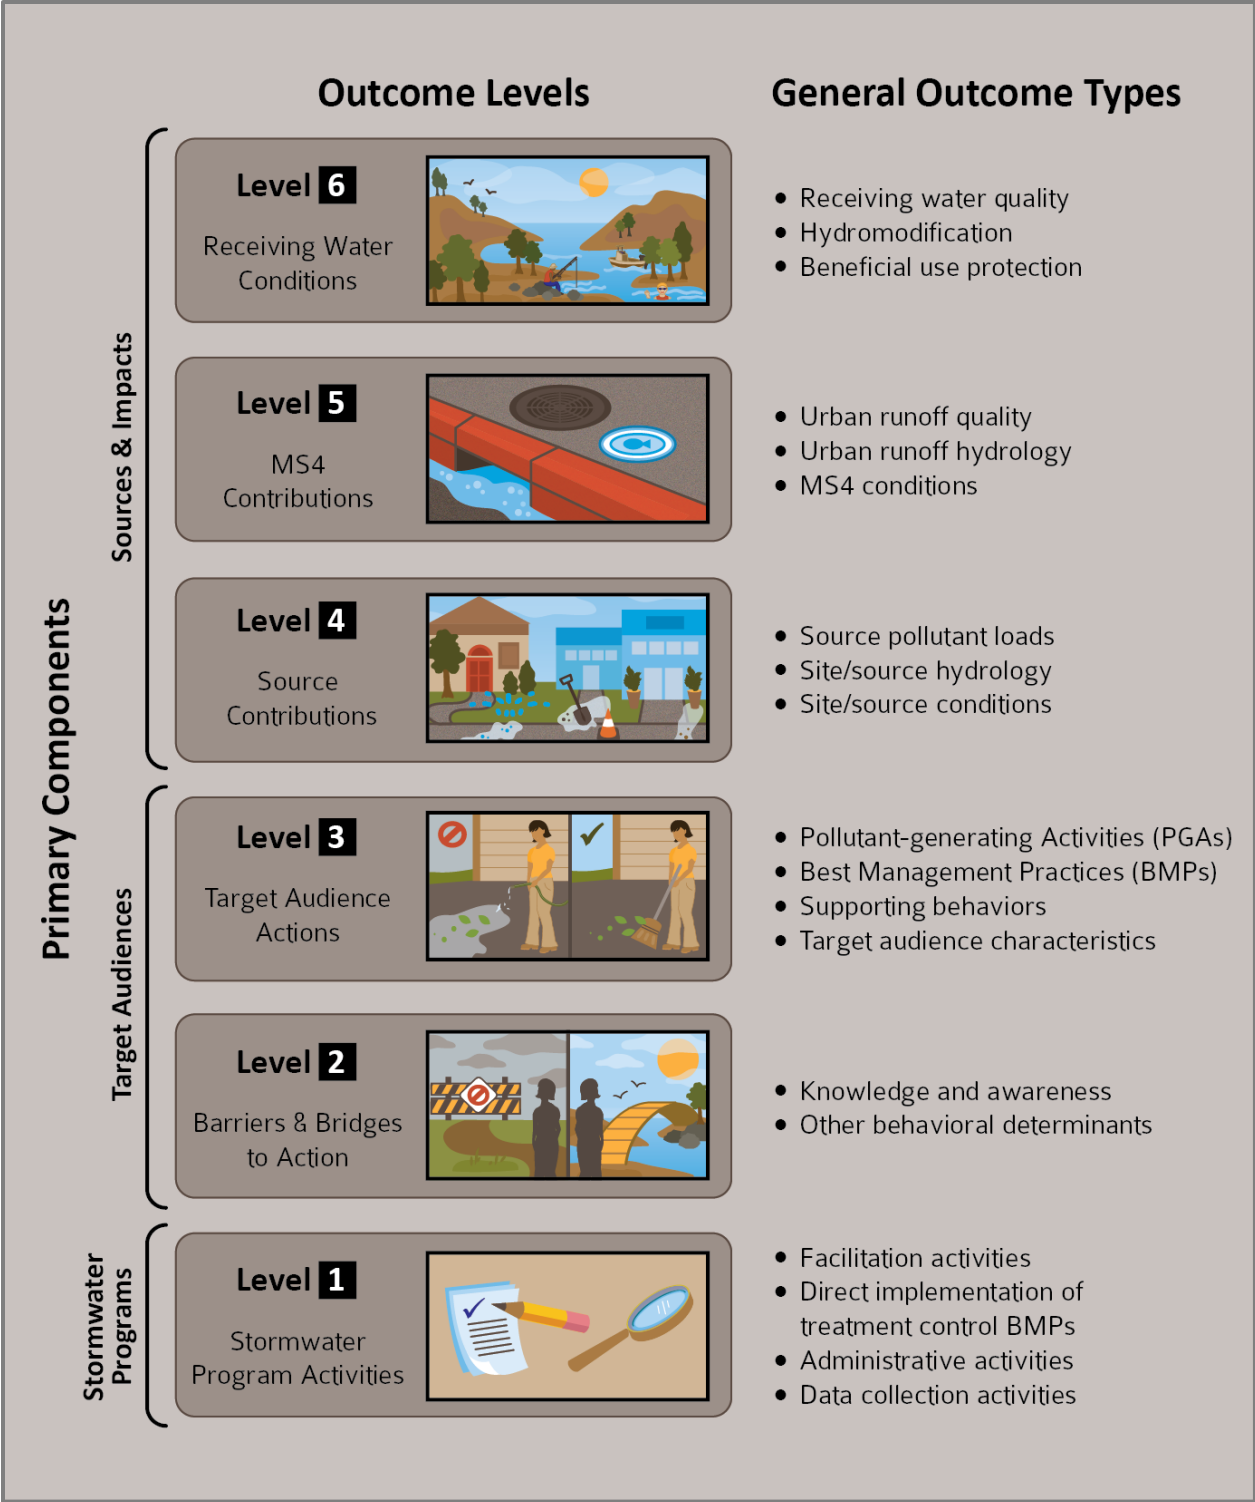 Outcome Levels
General Outcome Types
Primary Components
Sources & Impacts
Level 6
Receiving Water
Conditions
• Receiving water quality
• Hydromodification
• Beneficial use protection
Level 5
MS4
Contributions
• Urban runoff quality
• Urban runoff hydrology
• MS4 conditions
Level 4
Source
Contributions
• Source pollutant loads
• Site/source hydrology
• Site/source conditions
Target Audiences
Level 3
Target Audience
Actions
• Pollutant-generating Activities (PGAs)
• Best Management Practices (BMPs)
• Supporting behaviors
• Target audience characteristics
Level 2
Barriers & Bridges
to Action
• Knowledge and awareness
• Other behavioral determinants
Stormwater
Programs
Level 1
Stormwater
Program Activities
• Facilitation activities
• Direct implementation of
treatment control BMPs
• Administrative activities
• Data collection activities